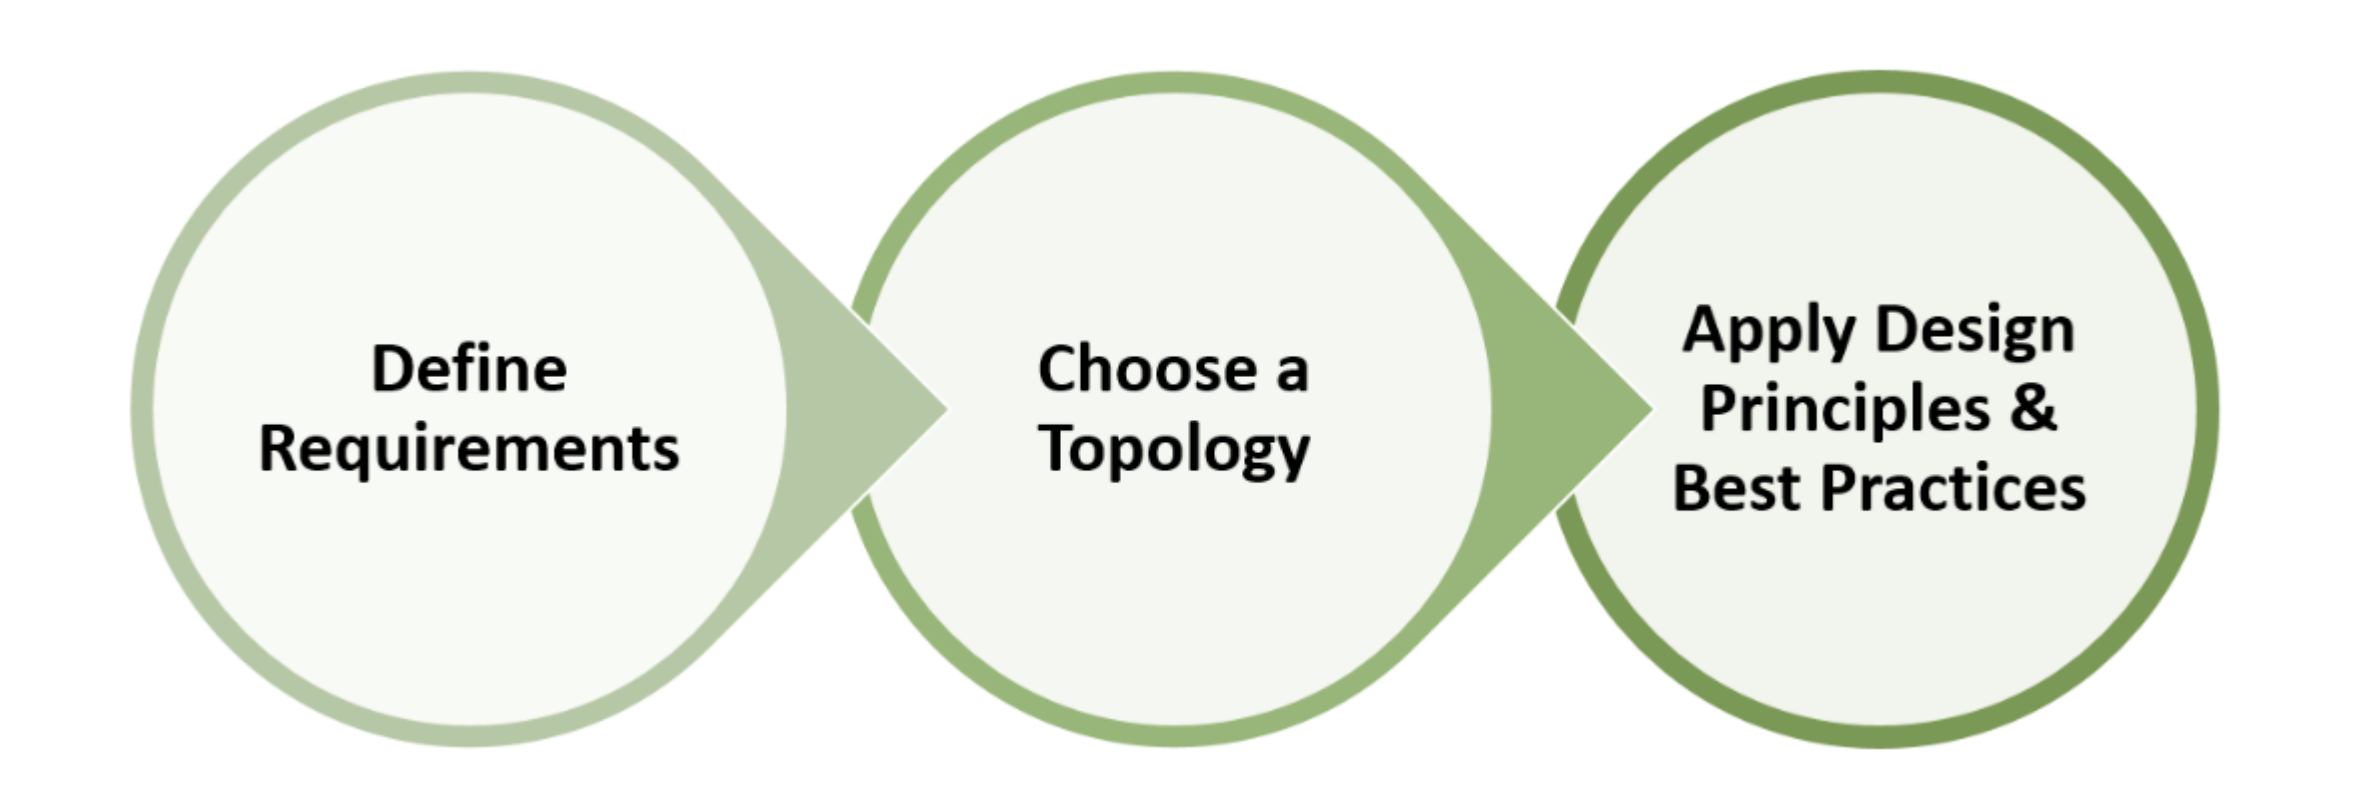 Define
Requirements
Choose a
Topology
Apply Design
Principles &
Best Practices